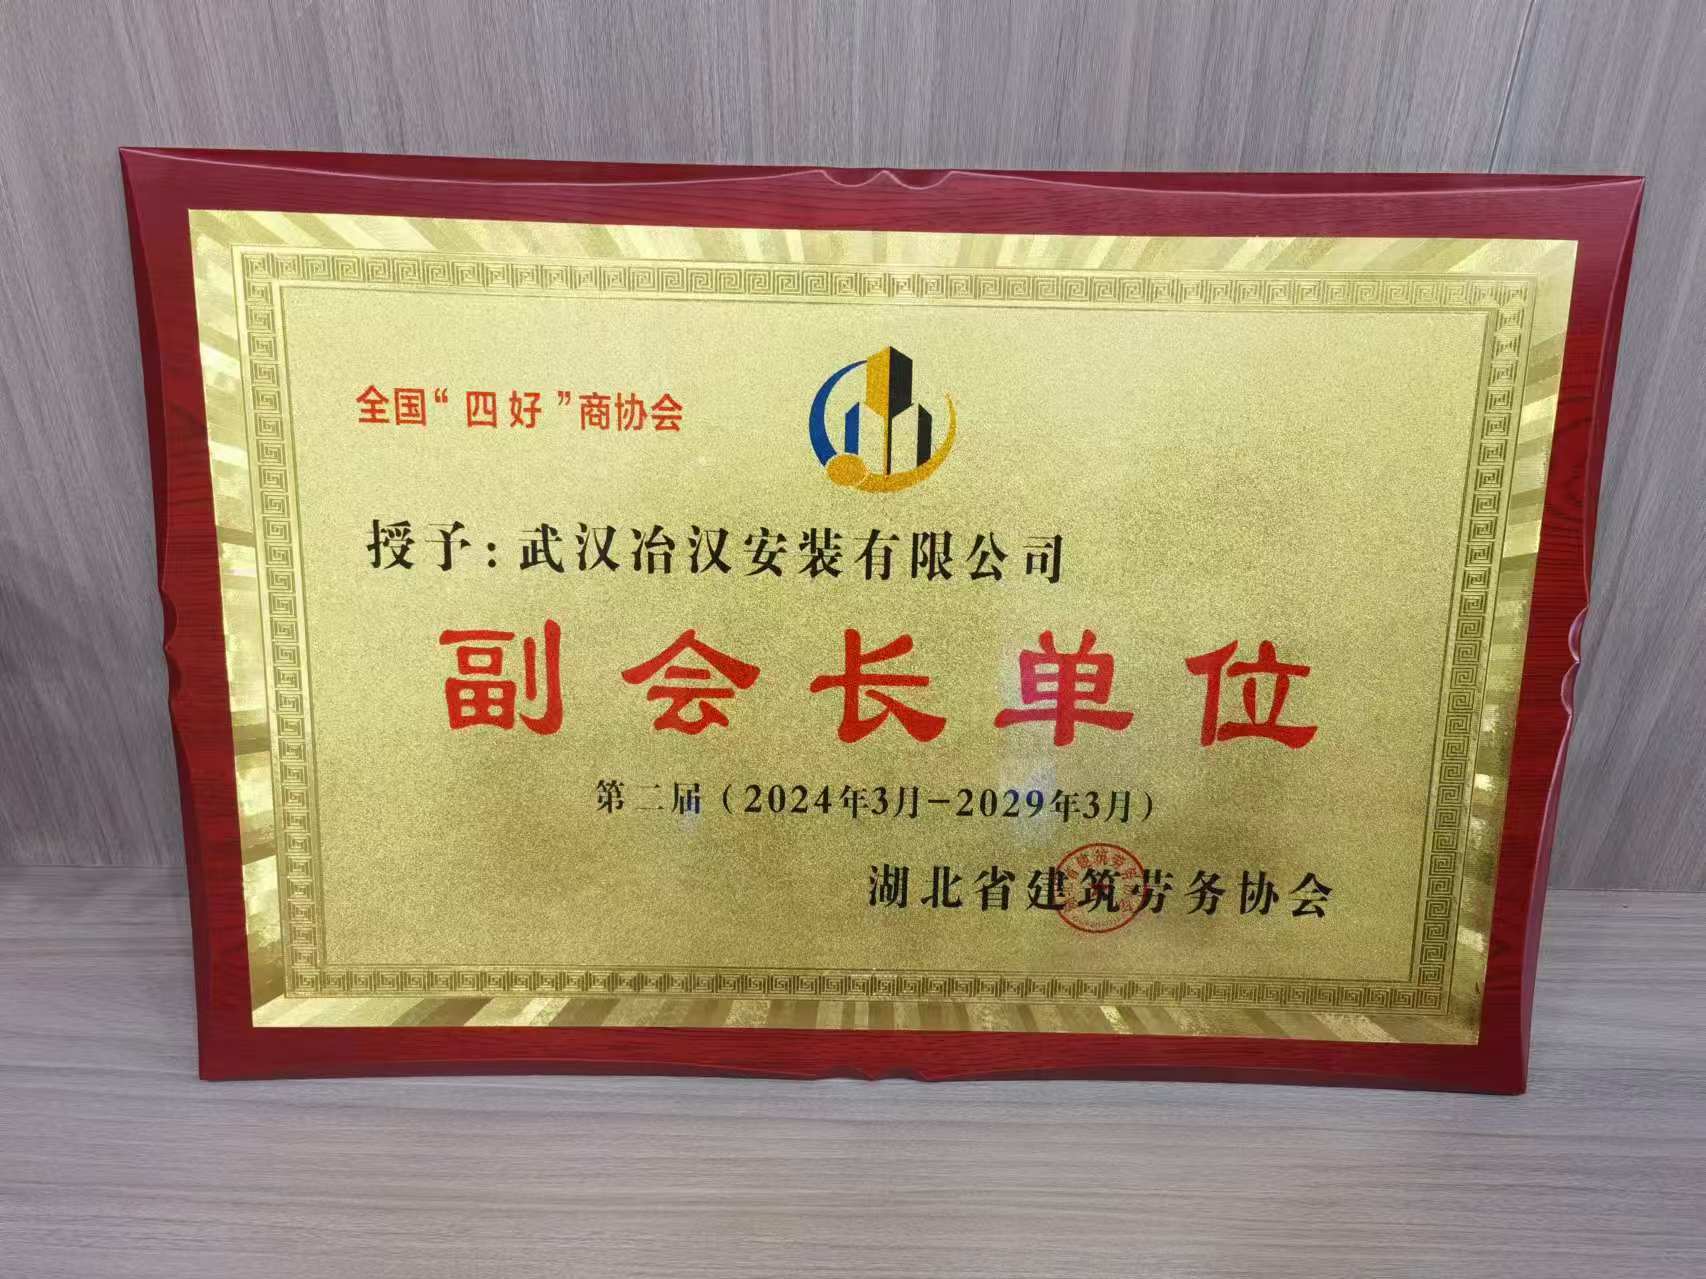 全国“四好”商协会
授予：武汉冶汉安装有限公司
副会长单位
第二届（2024年3月-2029年3月）
湖北省建筑劳务协会